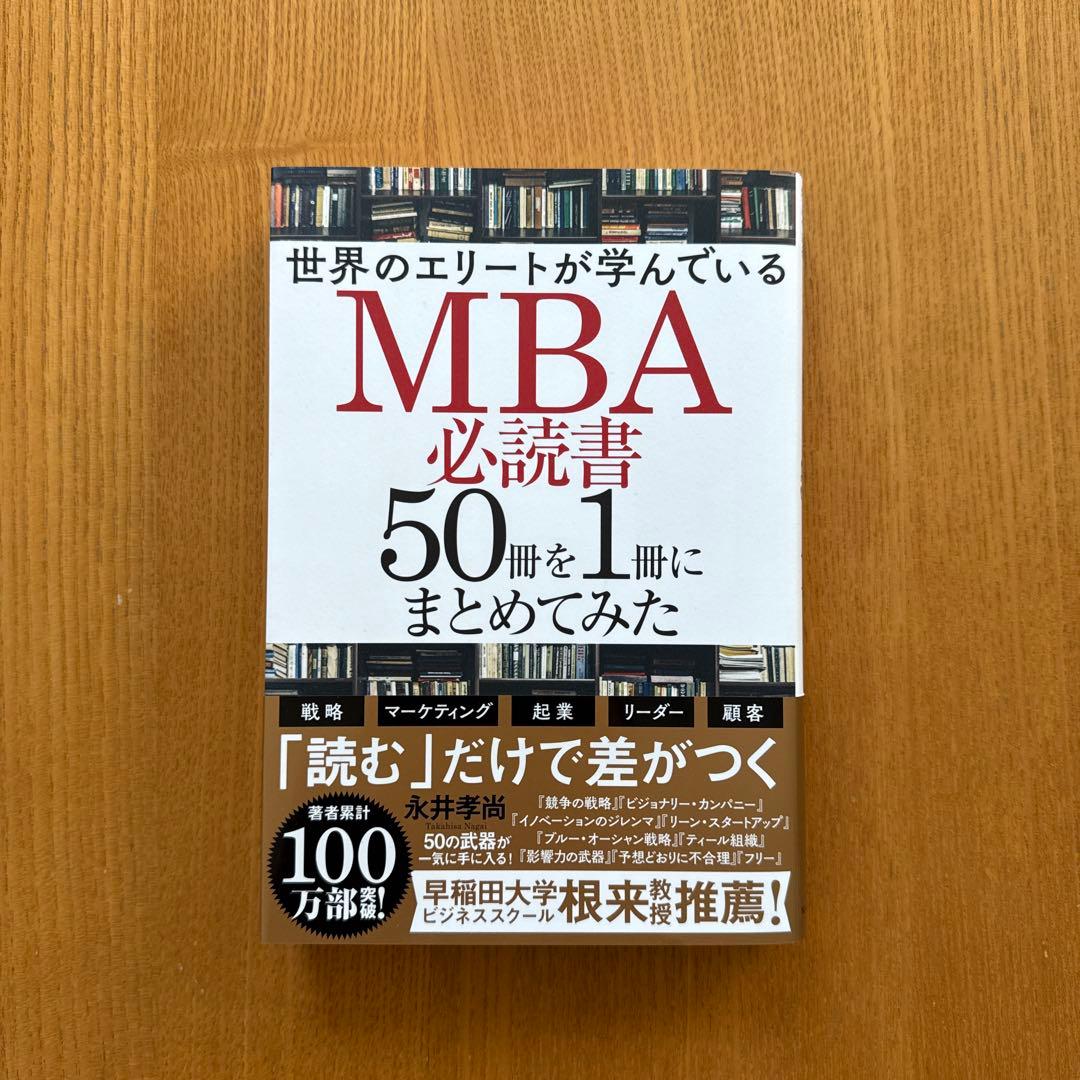 世界のエリートが学んでいる
MBA
必読書
50冊を1冊に
まとめてみた
戦略 マーケティング 起業 リーダー 顧客
「読む」だけで差がつく
著者累計
100
万部突破!
永井孝尚
Takahisa Nagai
50の武器が
一気に手に入る!
『競争の戦略』『ビジョナリー・カンパニー』
『イノベーションのジレンマ』『リーン・スタートアップ』
『ブルー・オーシャン戦略』『ティール組織』
『影響力の武器』『予想どおりに不合理』『フリー』
早稲田大学
ビジネススクール
根来教授推薦!